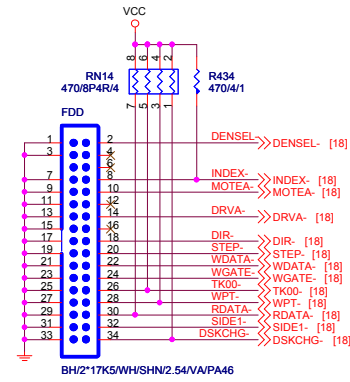 VCC
8 6 4 2
RN14
470/8P4R/4
R434
470/4/1
7 5 3 1
FDD
1 2 DENSEL- DENSEL- [18]
3 4
6
7 8 INDEX- INDEX- [18]
9 10 MOTEA- MOTEA- [18]
11 12
13 14 DRVA- DRVA- [18]
15 16
17 18 DIR- DIR- [18]
19 20 STEP- STEP- [18]
21 22 WDATA- WDATA- [18]
23 24 WGATE- WGATE- [18]
25 26 TK00- TK00- [18]
27 28 WPT- WPT- [18]
29 30 RDATA- RDATA- [18]
31 32 SIDE1- SIDE1- [18]
33 34 DSKCHG- DSKCHG- [18]
BH/2*17K5/WH/SHN/2.54/VA/PA46